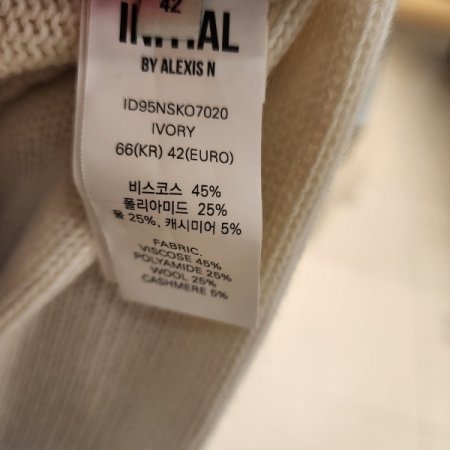 42
INITIAL
BY ALEXIS N
ID95NSKO7020
IVORY
66(KR) 42(EURO)
비스코스 45%
폴리아미드 25%
울 25%, 캐시미어 5%
FABRIC.
VISCOSE 45%
POLYAMIDE 25%
WOOL 25%
CASHMERE 5%